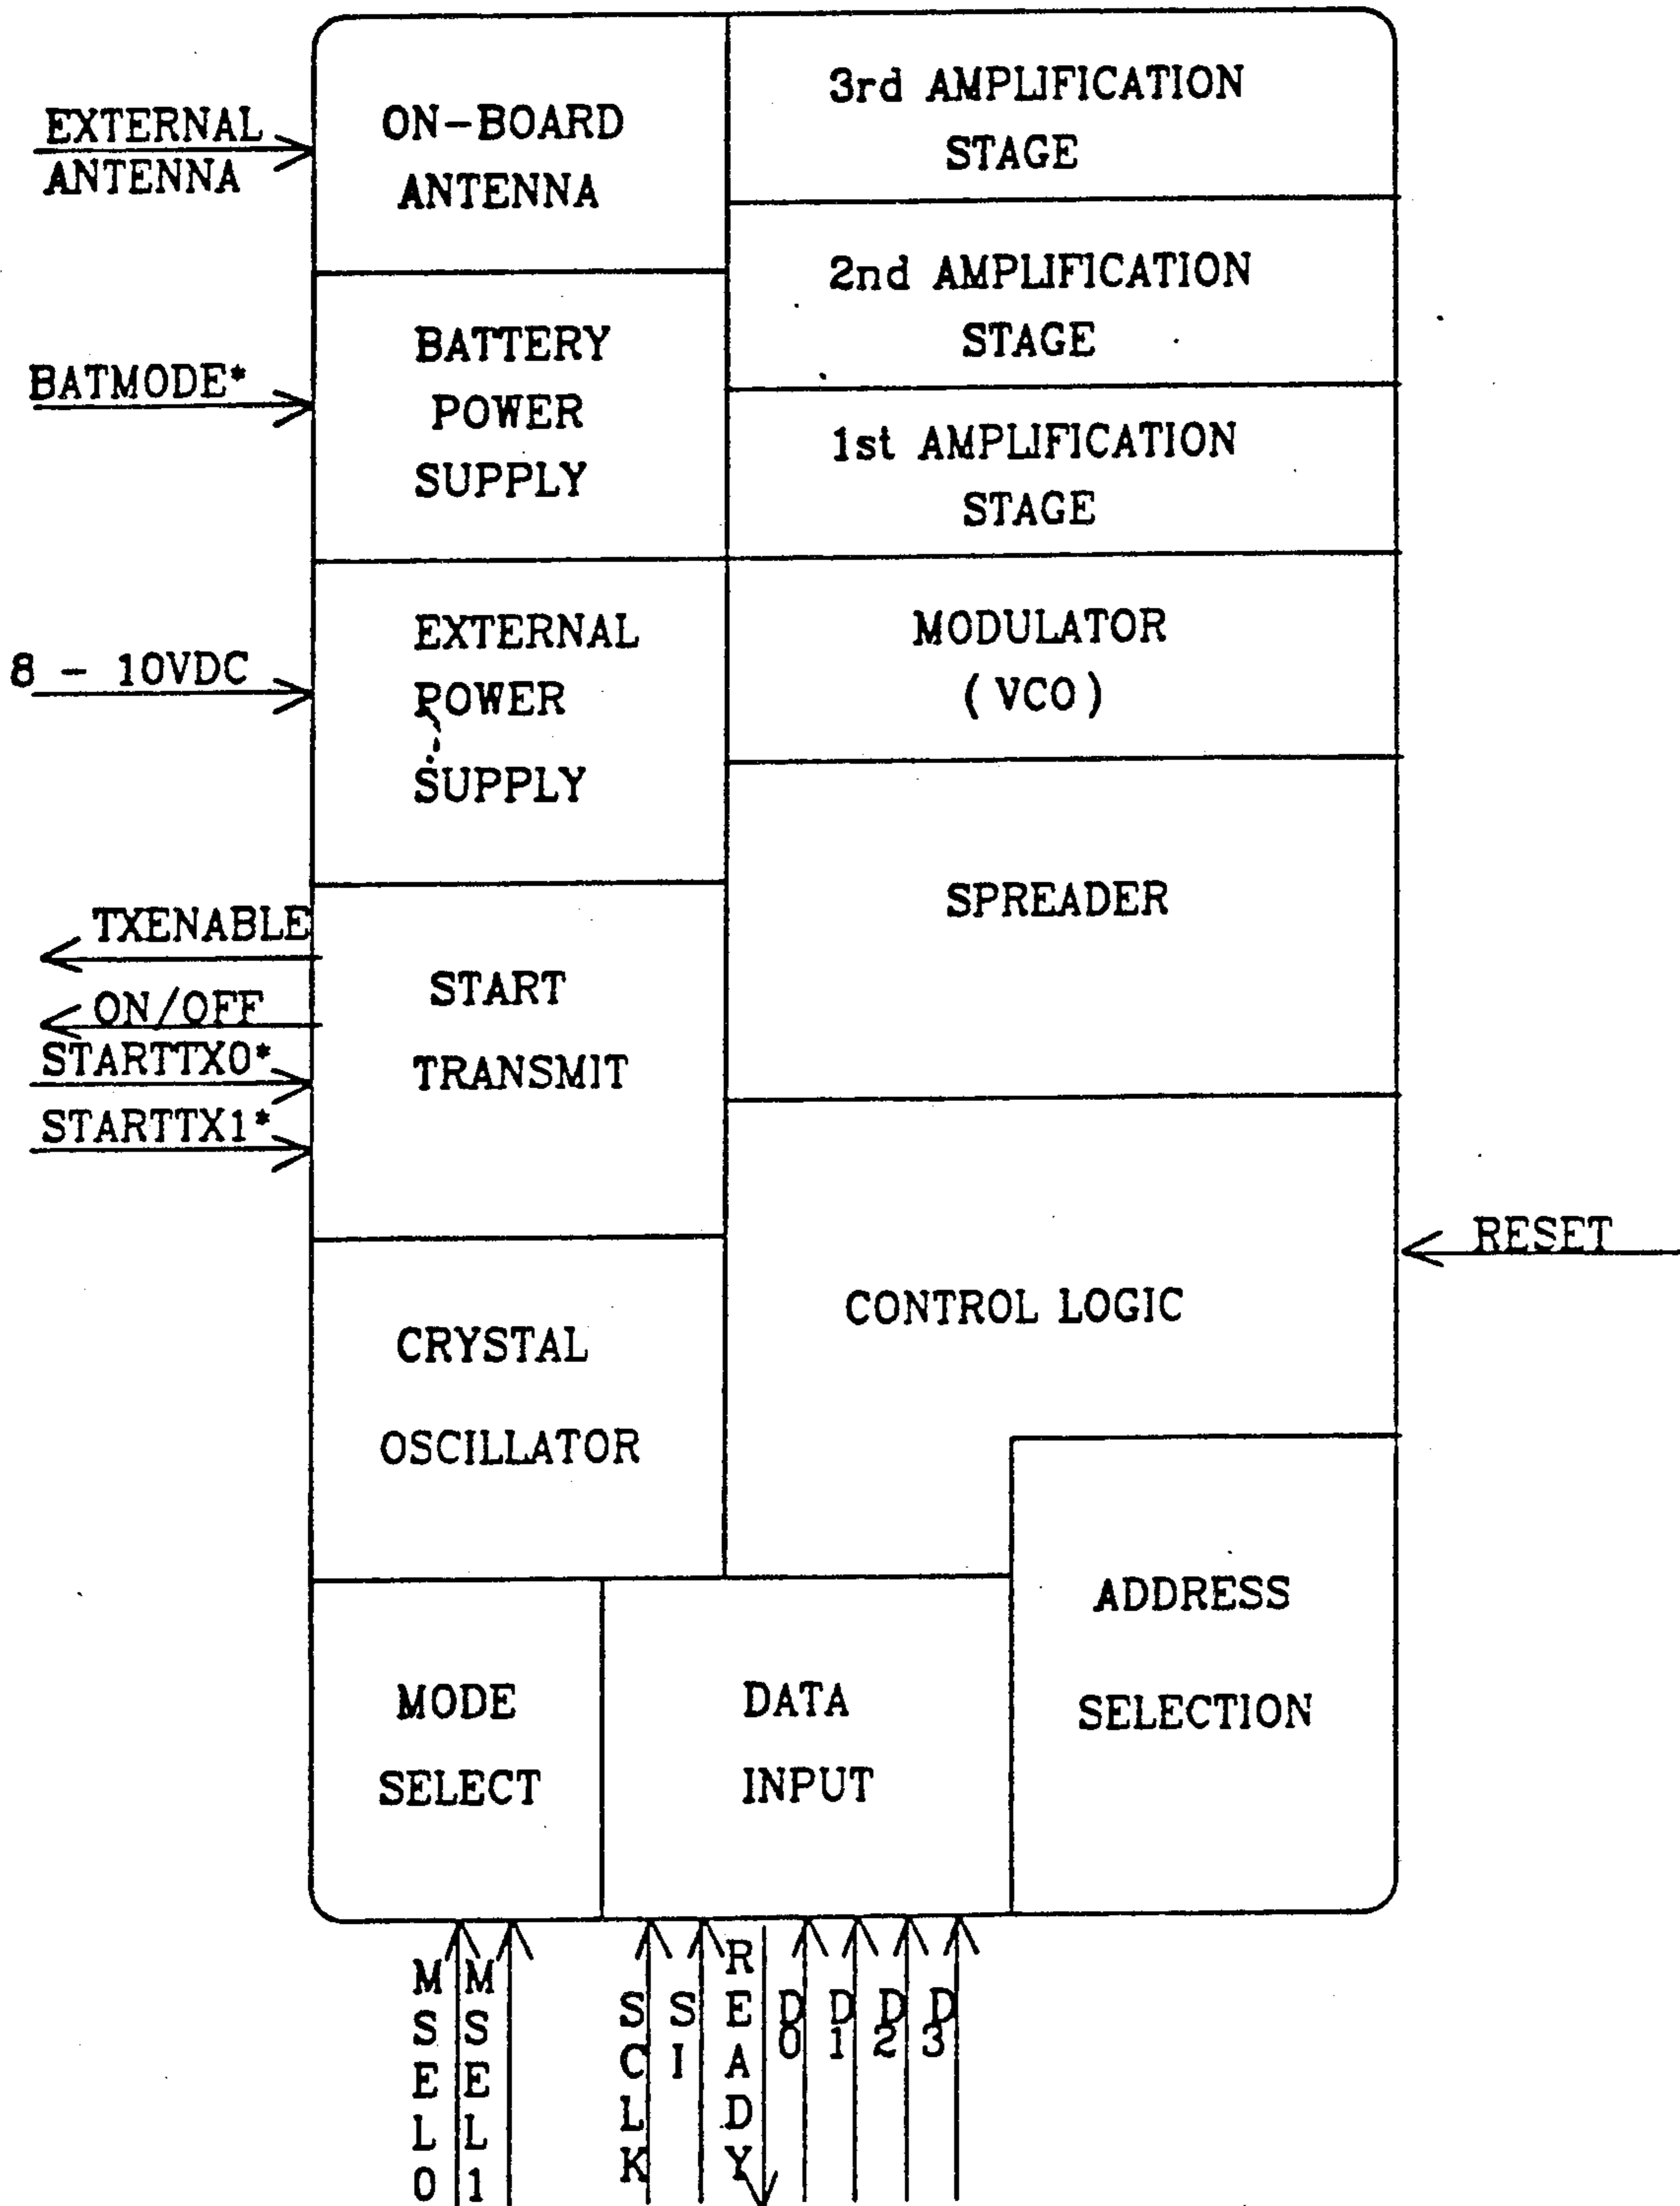 EXTERNAL
ANTENNA
ON-BOARD
ANTENNA
3rd AMPLIFICATION
STAGE
2nd AMPLIFICATION
STAGE
BATMODE*
BATTERY
POWER
SUPPLY
1st AMPLIFICATION
STAGE
8 - 10VDC
EXTERNAL
POWER
SUPPLY
MODULATOR
( VCO )
SPREADER
TXENABLE
ON/OFF
STARTTX0*
STARTTX1*
START
TRANSMIT
RESET
CONTROL LOGIC
CRYSTAL
OSCILLATOR
ADDRESS
SELECTION
MODE
SELECT
DATA
INPUT
MSEL0
MSEL1
SCLK
SI
READY
D0
D1
D2
D3